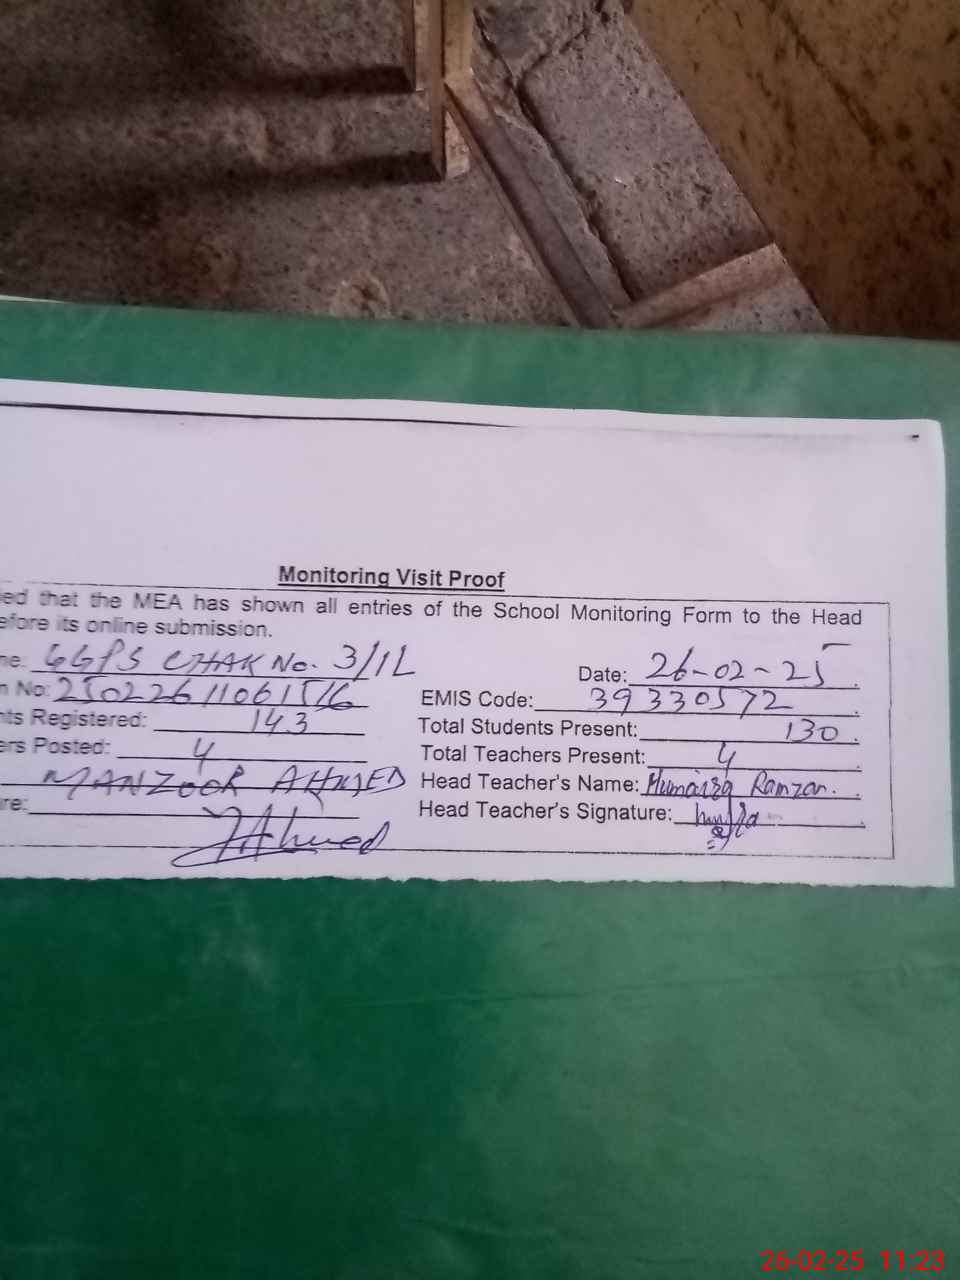 Monitoring Visit Proof
ed that the MEA has shown all entries of the School Monitoring Form to the Head
efore its online submission.
ne: GGPS CHAK No. 3/1L Date: 26-02-25
n No: 25022611061516 EMIS Code: 39330572
nts Registered: 143 Total Students Present: 130
ers Posted: 4 Total Teachers Present: 4
MANZOOR AHMED Head Teacher's Name: Humaira Ramzan.
re: Ahmed Head Teacher's Signature:
26-02-25 11:23